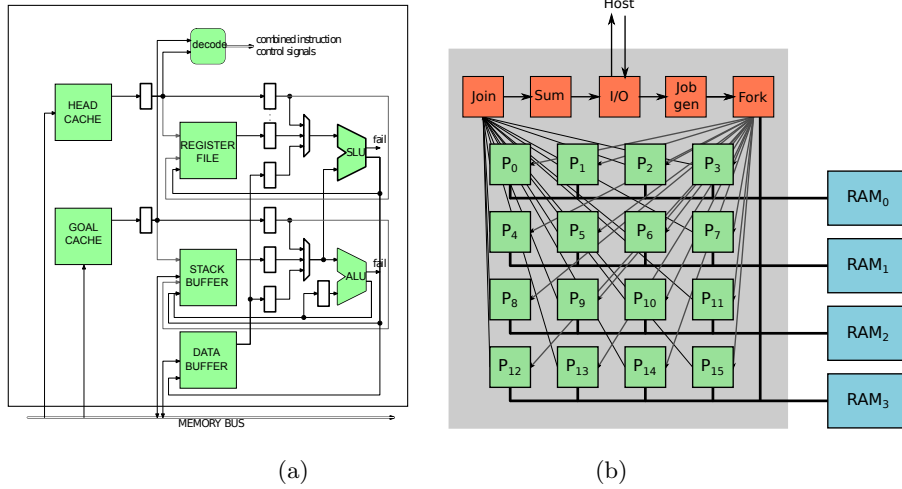 decode
combined instruction
control signals
HEAD
CACHE
REGISTER
FILE
SLU
fail
GOAL
CACHE
STACK
BUFFER
ALU
fail
DATA
BUFFER
MEMORY BUS
(a)
Host
Join
Sum
I/O
Job
gen
Fork
P0 P1 P2 P3
RAM0
P4 P5 P6 P7
RAM1
P8 P9 P10 P11
RAM2
P12 P13 P14 P15
RAM3
(b)